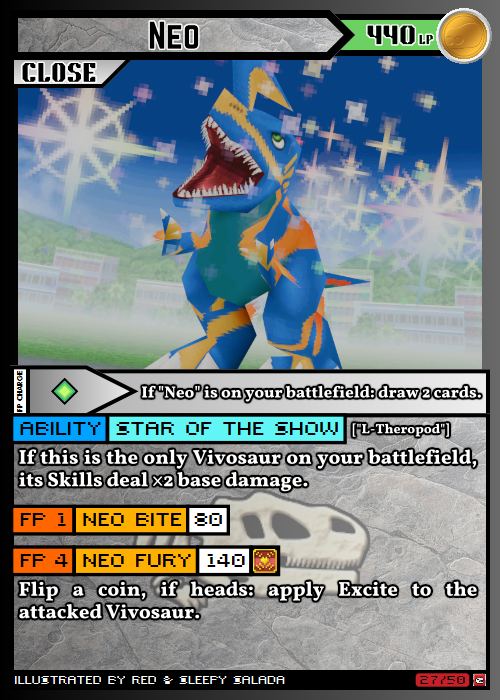 Neo
440 LP
CLOSE
FP CHARGE
If "Neo" is on your battlefield: draw 2 cards.
ABILITY STAR OF THE SHOW ["L-Theropod"]
If this is the only Vivosaur on your battlefield,
its Skills deal ×2 base damage.
FP 1 NEO BITE 80
FP 4 NEO FURY 140
Flip a coin, if heads: apply Excite to the
attacked Vivosaur.
ILLUSTRATED BY RED & SLEEPY SALADA
27/50